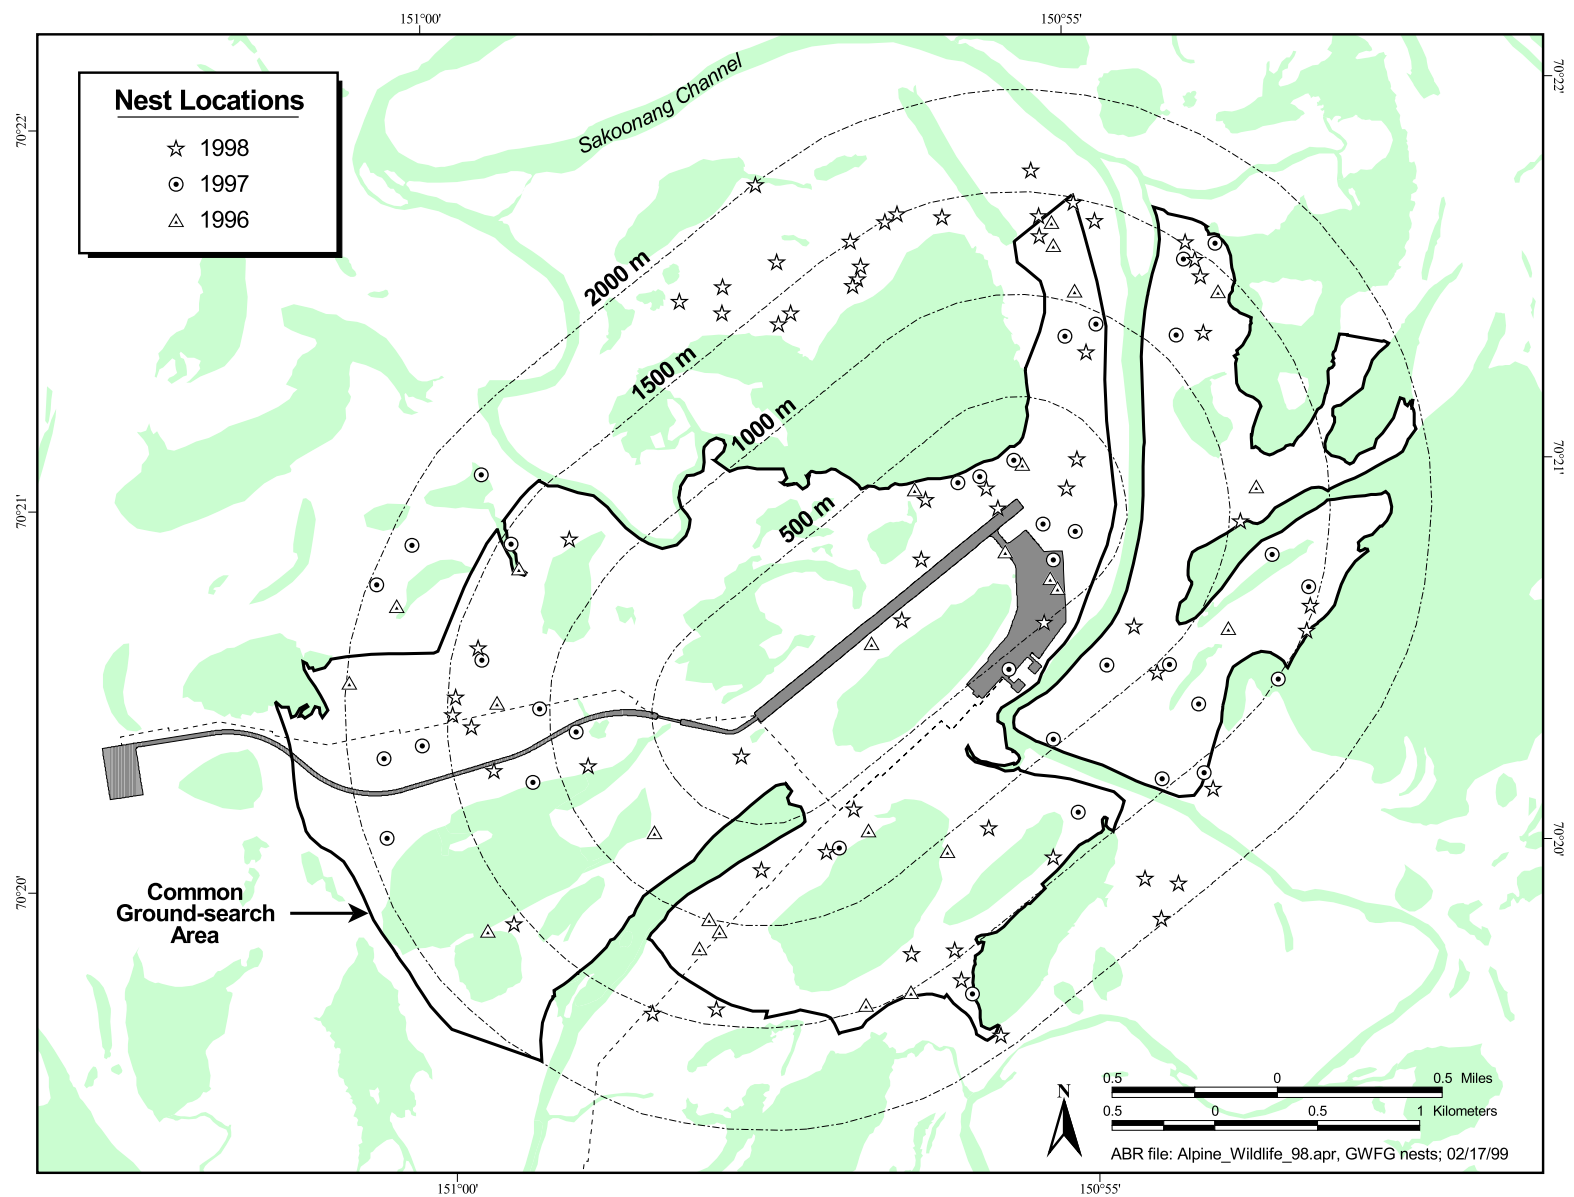 151°00'
150°55'
70°22'
70°22'
Nest Locations
1998
1997
1996
Sakoonang Channel
2000 m
1500 m
1000 m
500 m
70°21'
70°21'
70°20'
70°20'
Common
Ground-search
Area
N
0.5 0 0.5 Miles
0.5 0 0.5 1 Kilometers
ABR file: Alpine_Wildlife_98.apr, GWFG nests; 02/17/99
151°00'
150°55'